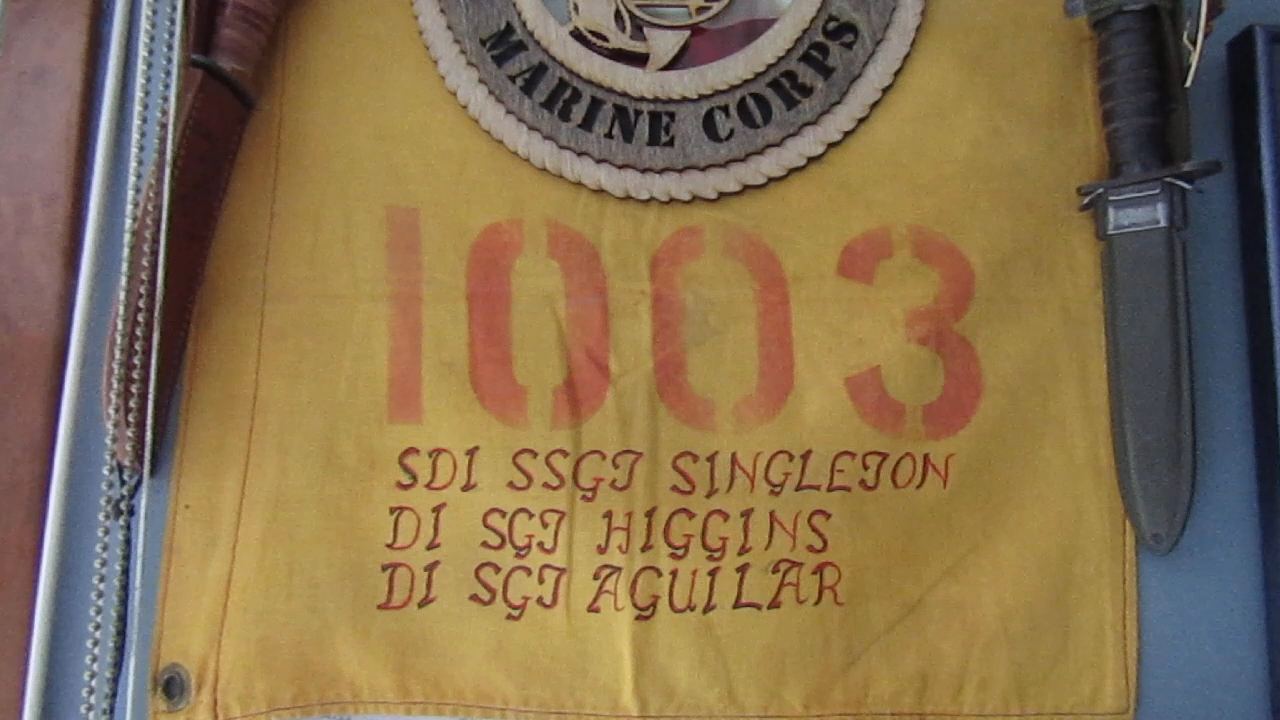 MARINE CORPS
1003
SDI SSGT SINGLETON
DI SGT HIGGINS
DI SGT AGUILAR